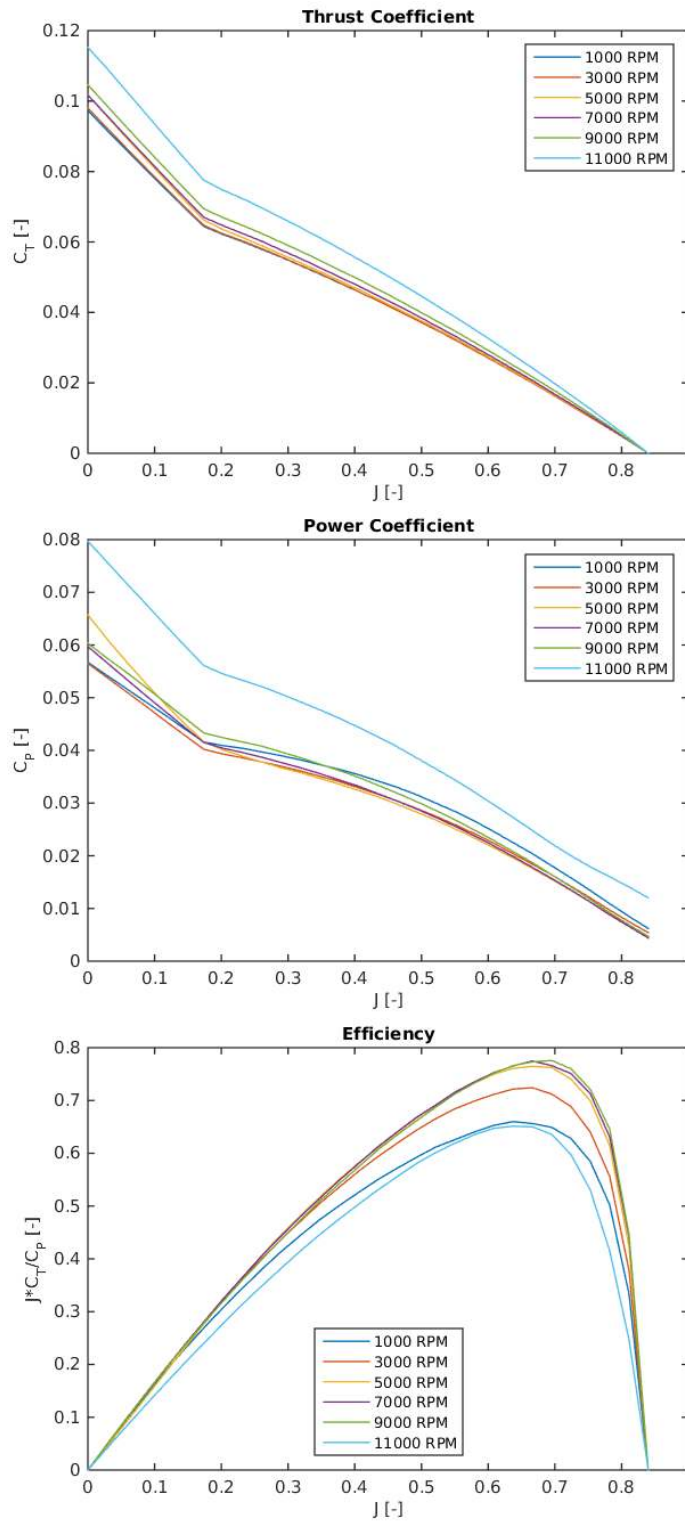 Thrust Coefficient
0.12
0.1
0.08
0.06
0.04
0.02
0
C_T [-]
1000 RPM
3000 RPM
5000 RPM
7000 RPM
9000 RPM
11000 RPM
0 0.1 0.2 0.3 0.4 0.5 0.6 0.7 0.8
J [-]
Power Coefficient
0.08
0.07
0.06
0.05
0.04
0.03
0.02
0.01
0
C_P [-]
1000 RPM
3000 RPM
5000 RPM
7000 RPM
9000 RPM
11000 RPM
0 0.1 0.2 0.3 0.4 0.5 0.6 0.7 0.8
J [-]
Efficiency
0.8
0.7
0.6
0.5
0.4
0.3
0.2
0.1
0
J*C_T/C_P [-]
1000 RPM
3000 RPM
5000 RPM
7000 RPM
9000 RPM
11000 RPM
0 0.1 0.2 0.3 0.4 0.5 0.6 0.7 0.8
J [-]